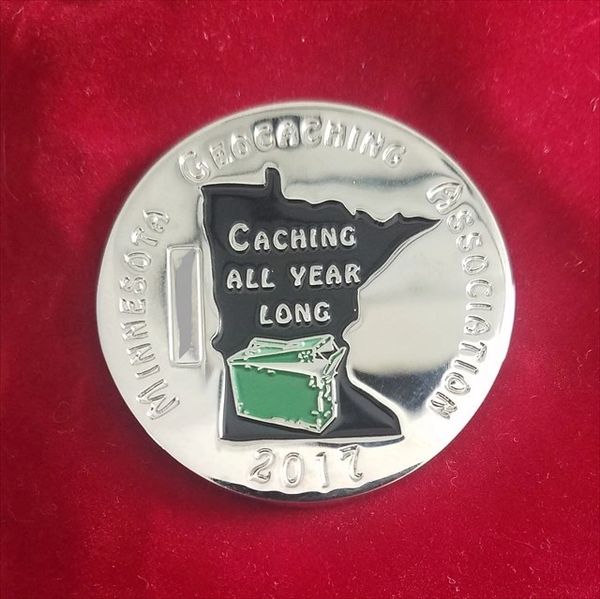 Minnesota Geocaching Association
Caching
all year
long
2017